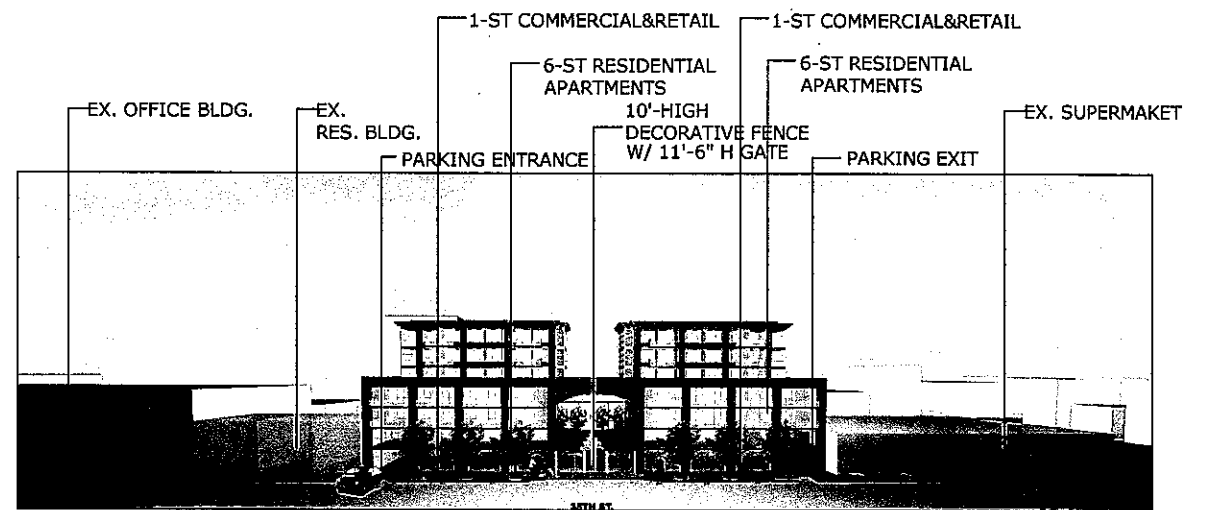 1-ST COMMERCIAL&RETAIL
1-ST COMMERCIAL&RETAIL
6-ST RESIDENTIAL
APARTMENTS
6-ST RESIDENTIAL
APARTMENTS
EX. OFFICE BLDG.
EX.
RES. BLDG.
10'-HIGH
DECORATIVE FENCE
W/ 11'-6" H GATE
EX. SUPERMAKET
PARKING ENTRANCE
PARKING EXIT